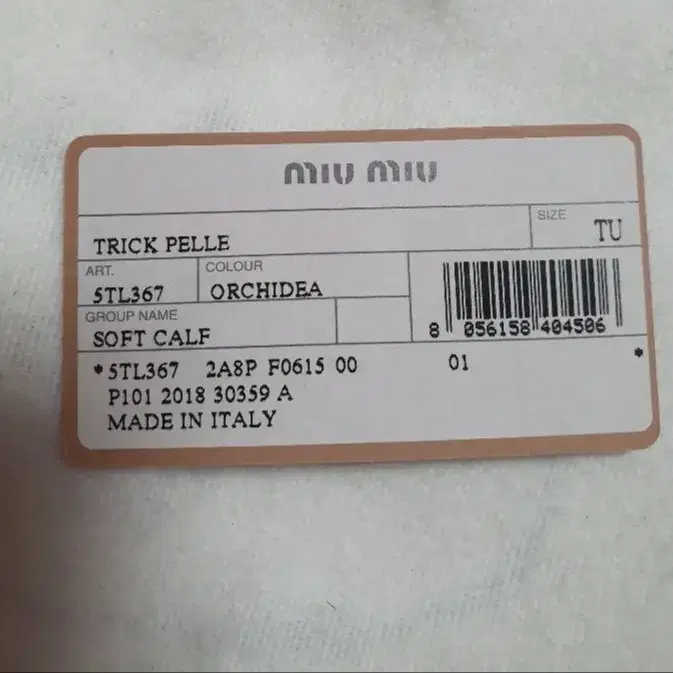 miu miu
TRICK PELLE
SIZE
TU
ART.
5TL367
COLOUR
ORCHIDEA
GROUP NAME
SOFT CALF
8 056158 404506
*5TL367 2A8P F0615 00 01 *
P101 2018 30359 A
MADE IN ITALY